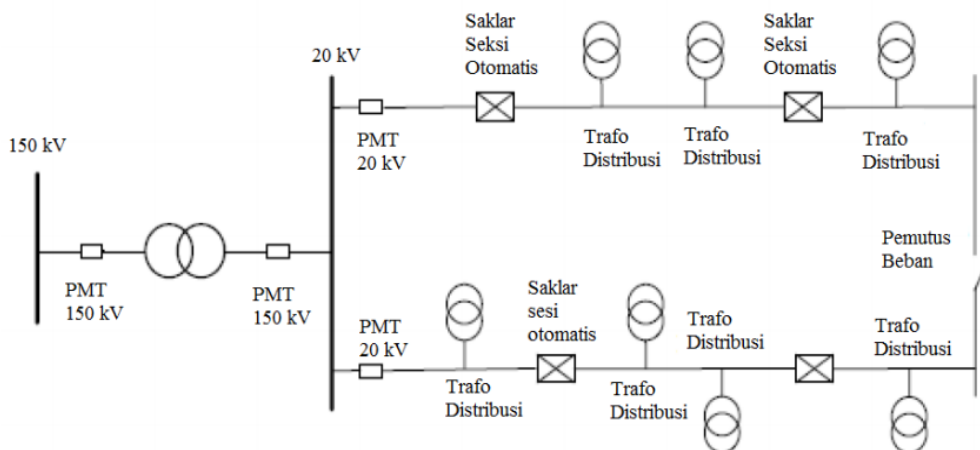 Saklar
Seksi
Otomatis
Saklar
Seksi
Otomatis
20 kV
150 kV
PMT
20 kV
Trafo
Distribusi
Trafo
Distribusi
Trafo
Distribusi
PMT
150 kV
PMT
150 kV
Pemutus
Beban
Saklar
sesi
otomatis
PMT
20 kV
Trafo
Distribusi
Trafo
Distribusi
Trafo
Distribusi
Trafo
Distribusi